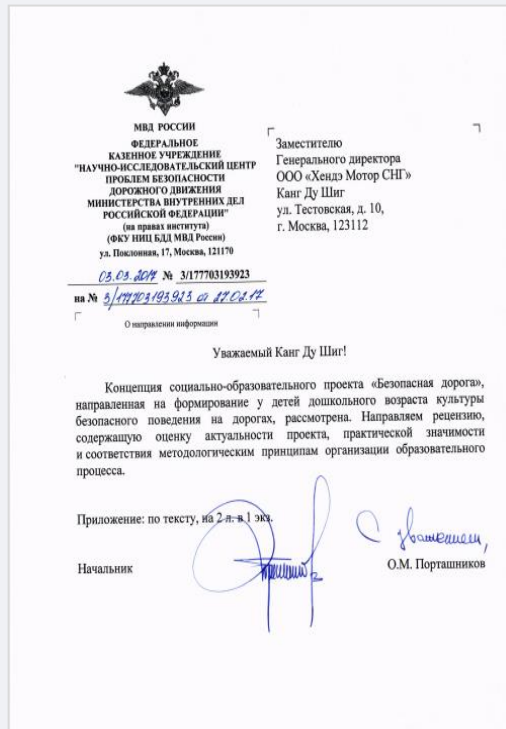 МВД РОССИИ
ФЕДЕРАЛЬНОЕ
КАЗЕННОЕ УЧРЕЖДЕНИЕ
"НАУЧНО-ИССЛЕДОВАТЕЛЬСКИЙ ЦЕНТР
ПРОБЛЕМ БЕЗОПАСНОСТИ
ДОРОЖНОГО ДВИЖЕНИЯ
МИНИСТЕРСТВА ВНУТРЕННИХ ДЕЛ
РОССИЙСКОЙ ФЕДЕРАЦИИ"
(на правах института)
(ФКУ НИЦ БДД МВД России)
ул. Поклонная, 17, Москва, 121170
03.03.2017 № 3/177703193923
на № 3/177703193923 от 27.02.17
О направлении информации
Заместителю
Генерального директора
ООО «Хендэ Мотор СНГ»
Канг Ду Шиг
ул. Тестовская, д. 10,
г. Москва, 123112
Уважаемый Канг Ду Шиг!
Концепция социально-образовательного проекта «Безопасная дорога»,
направленная на формирование у детей дошкольного возраста культуры
безопасного поведения на дорогах, рассмотрена. Направляем рецензию,
содержащую оценку актуальности проекта, практической значимости
и соответствия методологическим принципам организации образовательного
процесса.
Приложение: по тексту, на 2 л. в 1 экз.
С уважением,
Начальник
О.М. Порташников